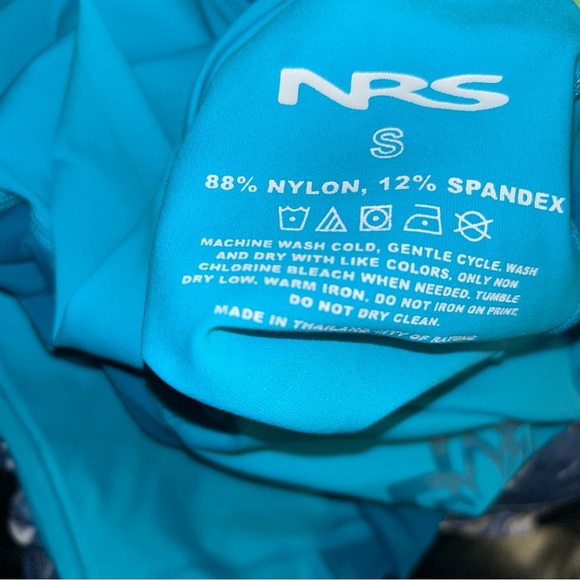 NRS
S
88% NYLON, 12% SPANDEX
MACHINE WASH COLD, GENTLE CYCLE, WASH
AND DRY WITH LIKE COLORS. ONLY NON
CHLORINE BLEACH WHEN NEEDED. TUMBLE
DRY LOW. WARM IRON, DO NOT IRON ON PRINT,
DO NOT DRY CLEAN.
MADE IN THAILAND